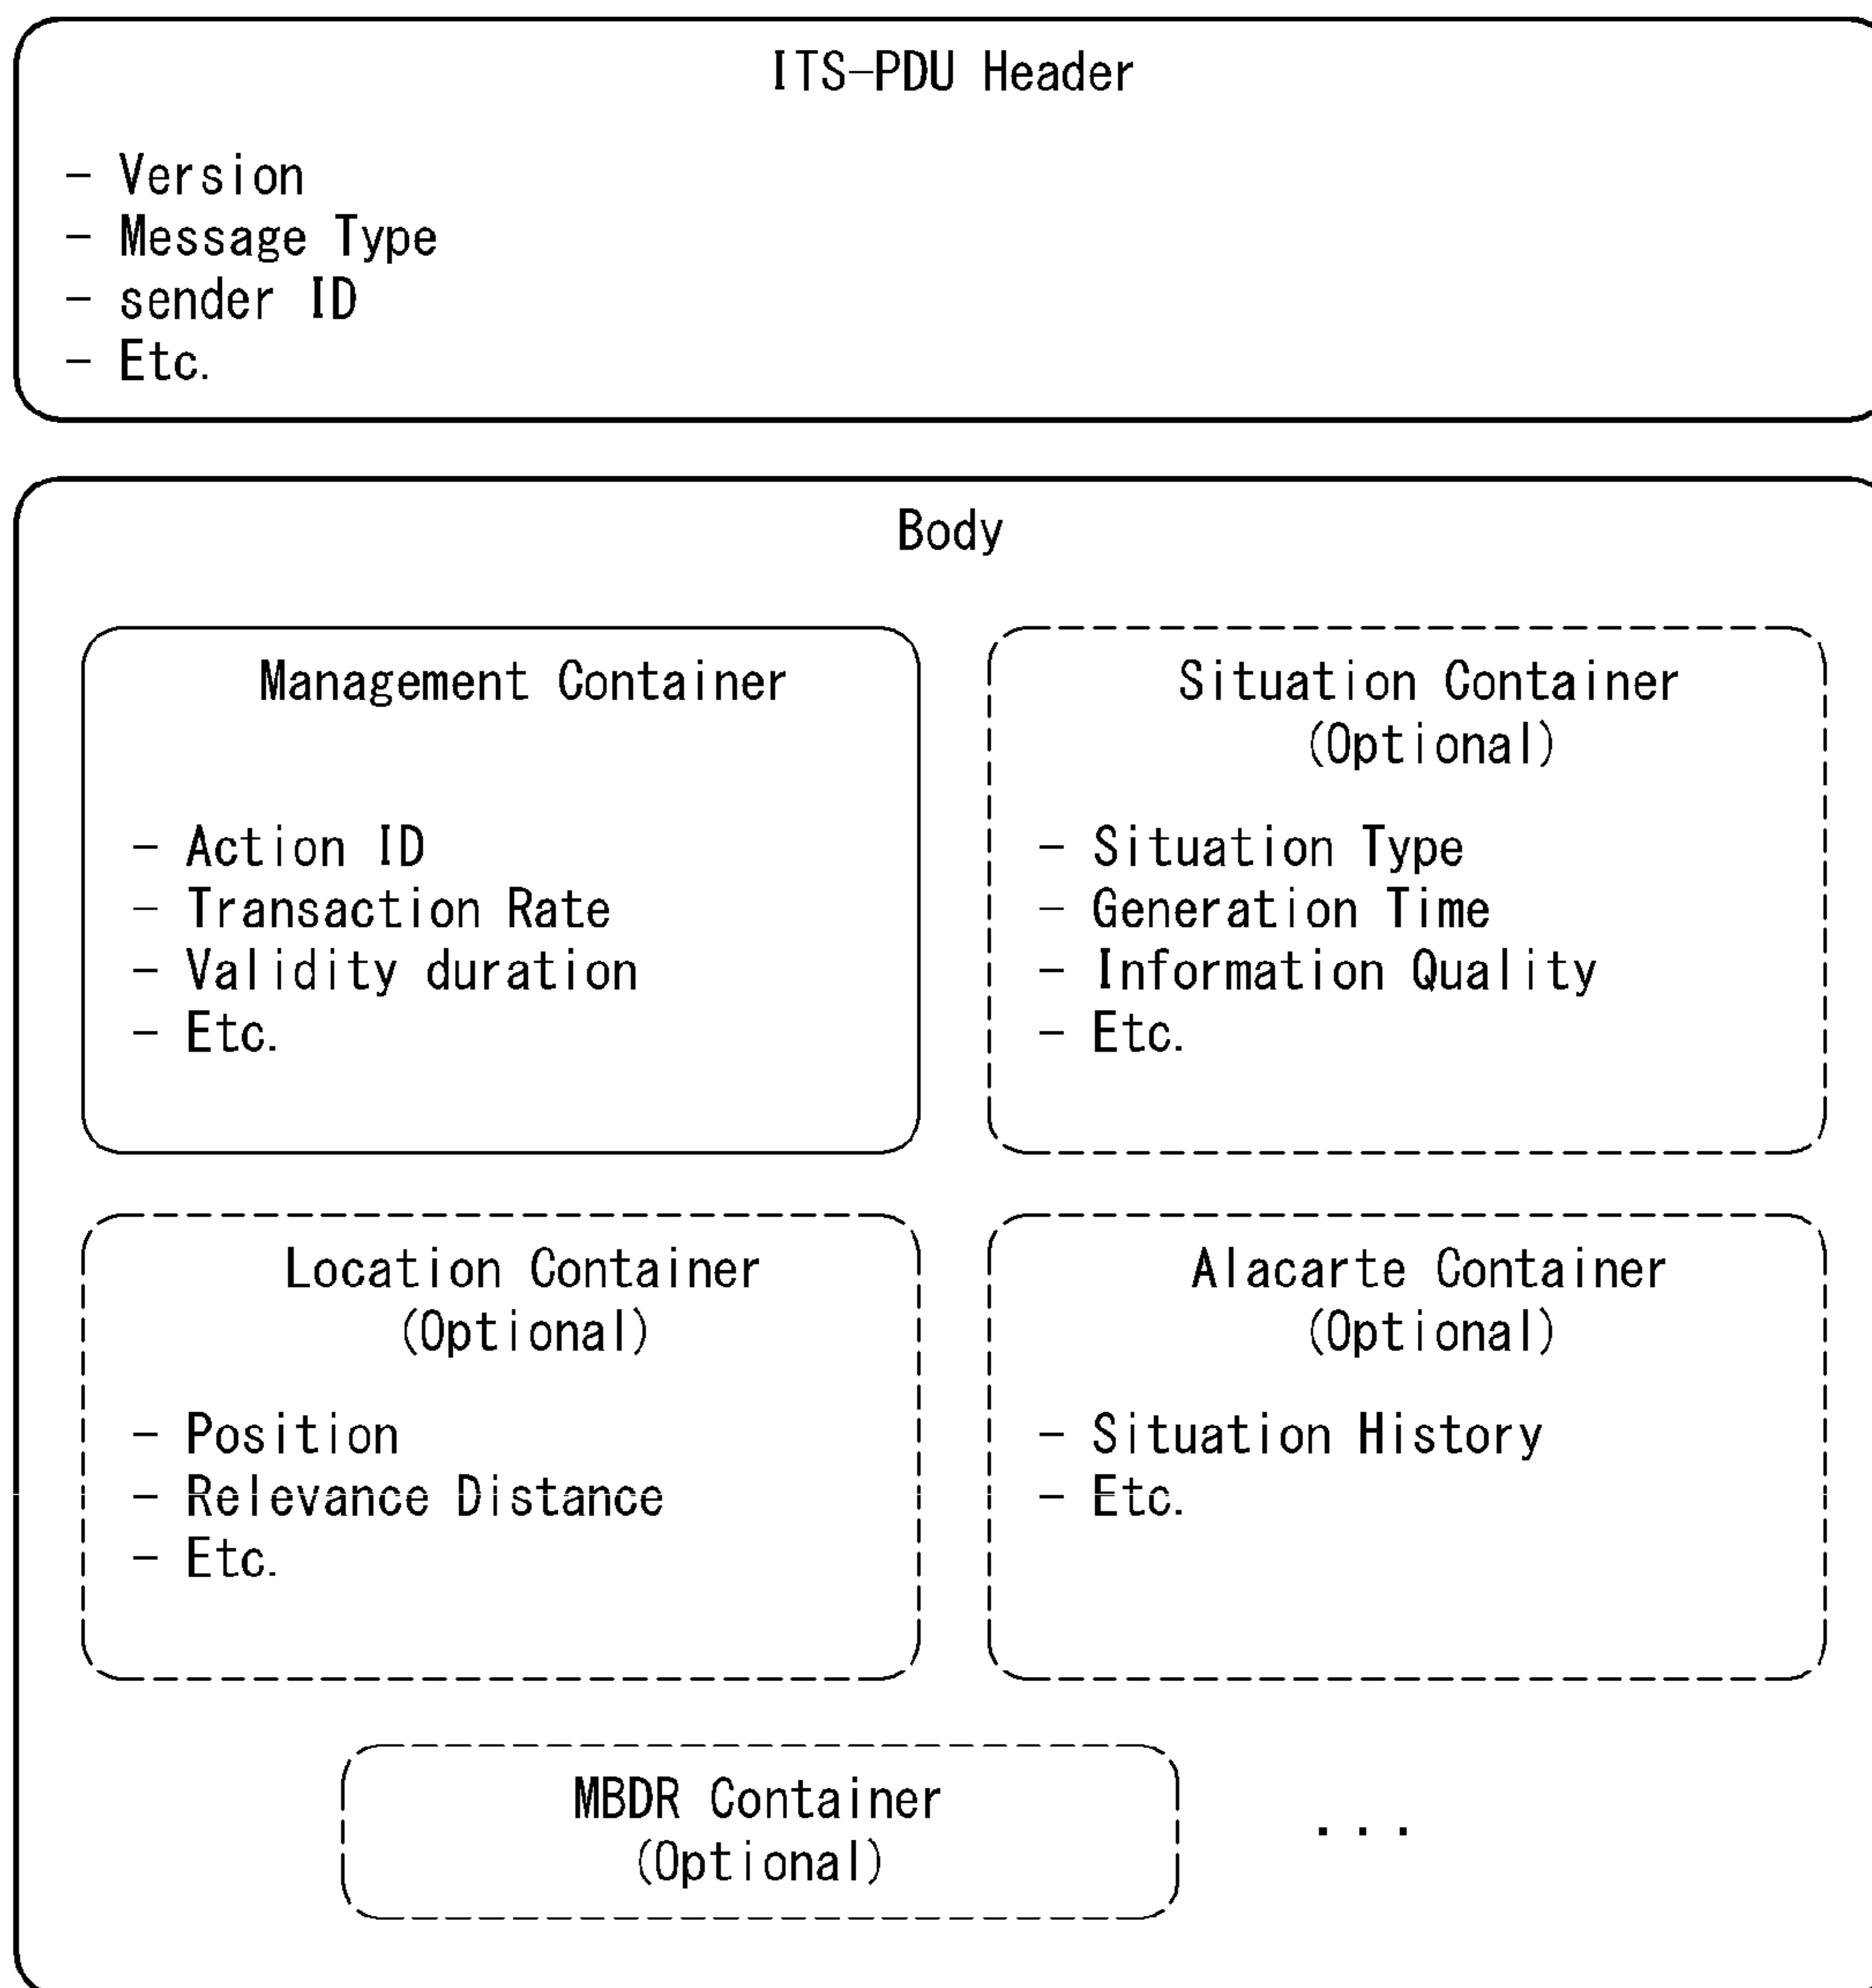 ITS-PDU Header
- Version
- Message Type
- sender ID
- Etc.
Body
Management Container
- Action ID
- Transaction Rate
- Validity duration
- Etc.
Situation Container
(Optional)
- Situation Type
- Generation Time
- Information Quality
- Etc.
Location Container
(Optional)
- Position
- Relevance Distance
- Etc.
Alacarte Container
(Optional)
- Situation History
- Etc.
MBDR Container
(Optional)
...